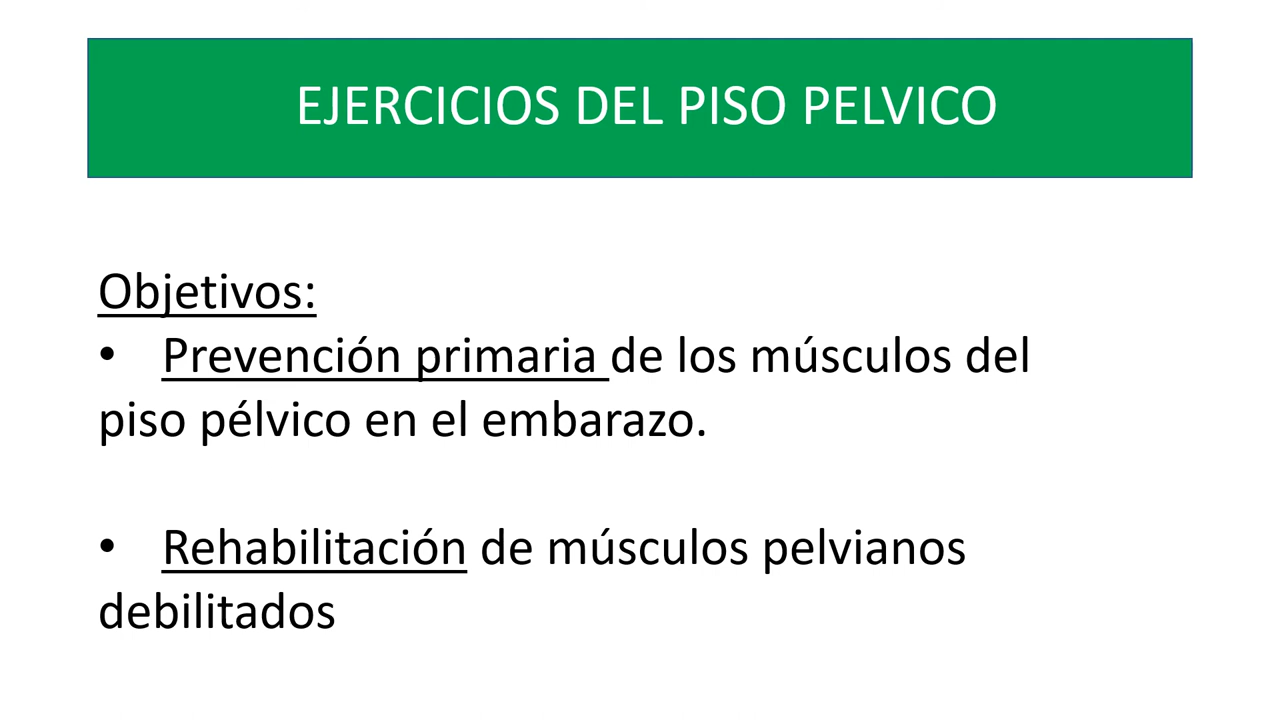 EJERCICIOS DEL PISO PELVICO
Objetivos:
• Prevención primaria de los músculos del
piso pélvico en el embarazo.
• Rehabilitación de músculos pelvianos
debilitados